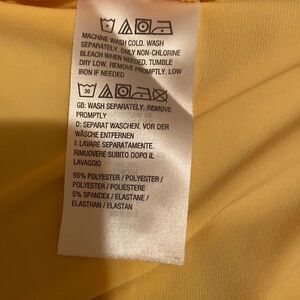 MACHINE WASH COLD. WASH
SEPARATELY. ONLY NON-CHLORINE
BLEACH WHEN NEEDED. TUMBLE
DRY LOW. REMOVE PROMPTLY. LOW
IRON IF NEEDED
30
GB: WASH SEPARATELY. REMOVE
PROMPTLY
D: SEPARAT WASCHEN. VOR DER
WÄSCHE ENTFERNEN
I: LAVARE SEPARATAMENTE.
RIMUOVERE SUBITO DOPO IL
LAVAGGIO
95% POLYESTER / POLYESTER /
POLYESTER / POLIESTERE
5% SPANDEX / ELASTANE /
ELASTHAN / ELASTAN